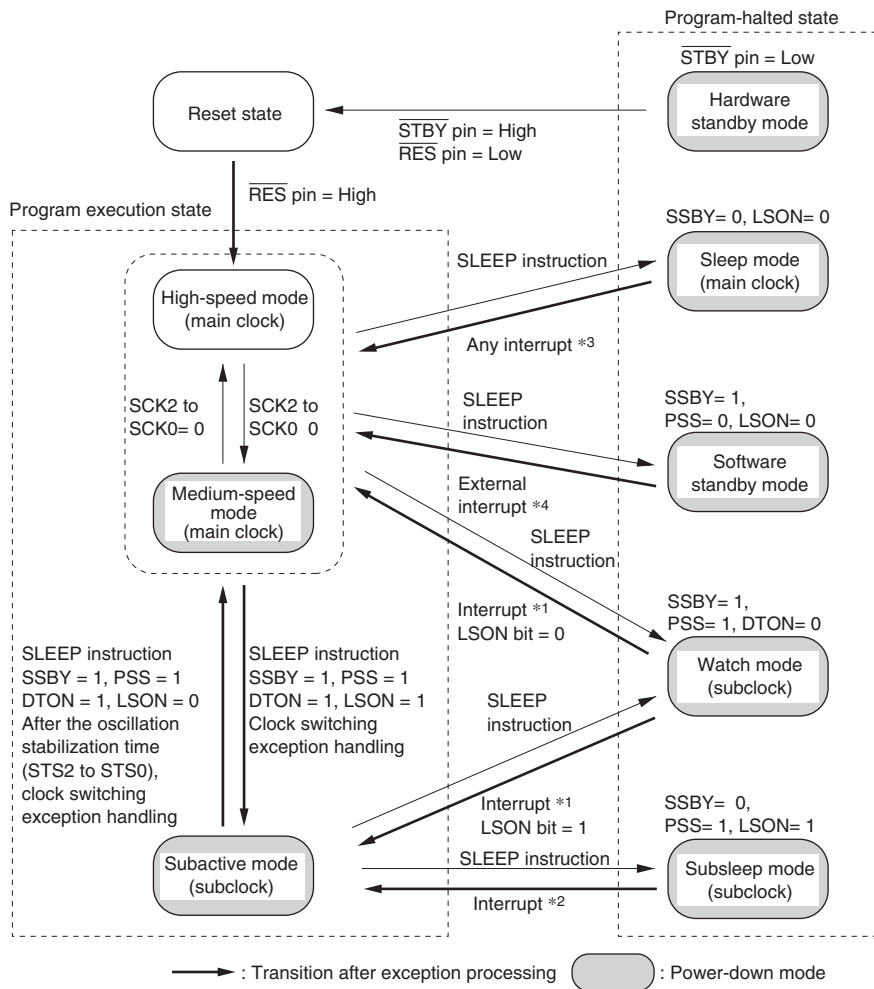 Program-halted state
STBY pin = Low
Hardware
standby mode
Reset state
STBY pin = High
RES pin = Low
RES pin = High
Program execution state
SSBY= 0, LSON= 0
Sleep mode
(main clock)
SLEEP instruction
Any interrupt *3
High-speed mode
(main clock)
SCK2 to
SCK0= 0
SCK2 to
SCK0 0
Medium-speed
mode
(main clock)
SLEEP
instruction
SSBY= 1,
PSS= 0, LSON= 0
Software
standby mode
External
interrupt *4
SLEEP
instruction
Interrupt *1
LSON bit = 0
SSBY= 1,
PSS= 1, DTON= 0
Watch mode
(subclock)
SLEEP instruction
SSBY = 1, PSS = 1
DTON = 1, LSON = 0
After the oscillation
stabilization time
(STS2 to STS0),
clock switching
exception handling
SLEEP instruction
SSBY = 1, PSS = 1
DTON = 1, LSON = 1
Clock switching
exception handling
SLEEP
instruction
Interrupt *1
LSON bit = 1
SSBY= 0,
PSS= 1, LSON= 1
Subactive mode
(subclock)
SLEEP instruction
Interrupt *2
Subsleep mode
(subclock)
: Transition after exception processing
: Power-down mode